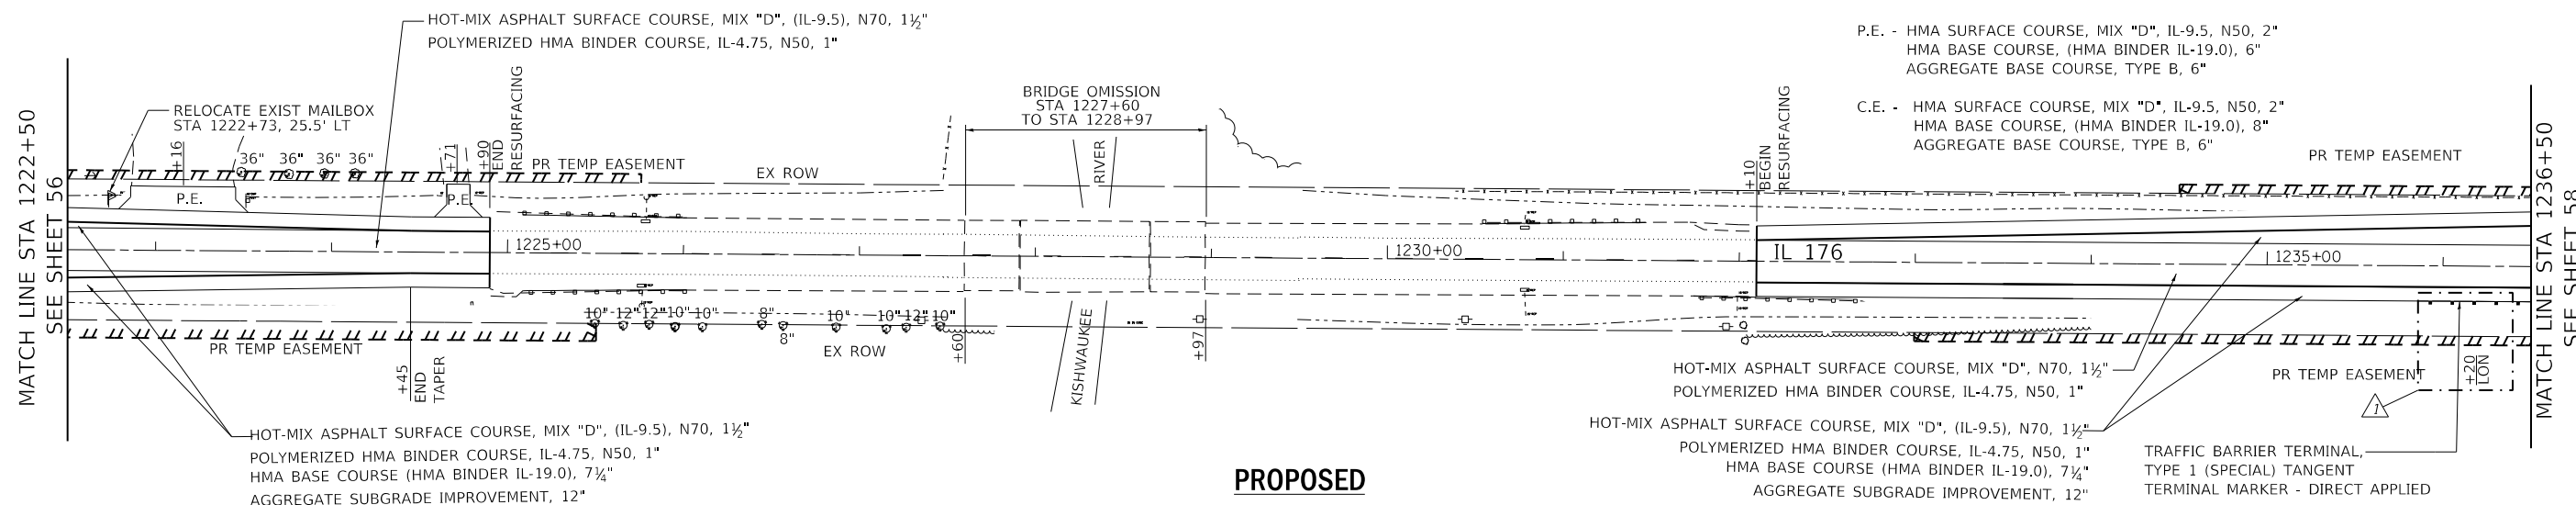 HOT-MIX ASPHALT SURFACE COURSE, MIX "D", (IL-9.5), N70, 1½"
POLYMERIZED HMA BINDER COURSE, IL-4.75, N50, 1"
P.E. - HMA SURFACE COURSE, MIX "D", IL-9.5, N50, 2"
HMA BASE COURSE, (HMA BINDER IL-19.0), 6"
AGGREGATE BASE COURSE, TYPE B, 6"
C.E. - HMA SURFACE COURSE, MIX "D", IL-9.5, N50, 2"
HMA BASE COURSE, (HMA BINDER IL-19.0), 8"
AGGREGATE BASE COURSE, TYPE B, 6"
MATCH LINE STA 1222+50
SEE SHEET 56
RELOCATE EXIST MAILBOX
STA 1222+73, 25.5' LT
+16
36"
36"
36"
36"
+71
+90
END
RESURFACING
PR TEMP EASEMENT
EX ROW
BRIDGE OMISSION
STA 1227+60
TO STA 1228+97
RIVER
+10
BEGIN
RESURFACING
PR TEMP EASEMENT
P.E.
P.E.
1225+00
1230+00
IL 176
1235+00
MATCH LINE STA 1236+50
SEE SHEET 58
10"
12"
12"
10"
10"
8"
8"
10"
10"
12"
10"
PR TEMP EASEMENT
+45
END
TAPER
EX ROW
+60
KISHWAUKEE
+97
HOT-MIX ASPHALT SURFACE COURSE, MIX "D", N70, 1½"
POLYMERIZED HMA BINDER COURSE, IL-4.75, N50, 1"
PR TEMP EASEMENT
+20
LON
1
HOT-MIX ASPHALT SURFACE COURSE, MIX "D", (IL-9.5), N70, 1½"
POLYMERIZED HMA BINDER COURSE, IL-4.75, N50, 1"
HMA BASE COURSE (HMA BINDER IL-19.0), 7¼"
AGGREGATE SUBGRADE IMPROVEMENT, 12"
PROPOSED
HOT-MIX ASPHALT SURFACE COURSE, MIX "D", (IL-9.5), N70, 1½"
POLYMERIZED HMA BINDER COURSE, IL-4.75, N50, 1"
HMA BASE COURSE (HMA BINDER IL-19.0), 7¼"
AGGREGATE SUBGRADE IMPROVEMENT, 12"
TRAFFIC BARRIER TERMINAL,
TYPE 1 (SPECIAL) TANGENT
TERMINAL MARKER - DIRECT APPLIED